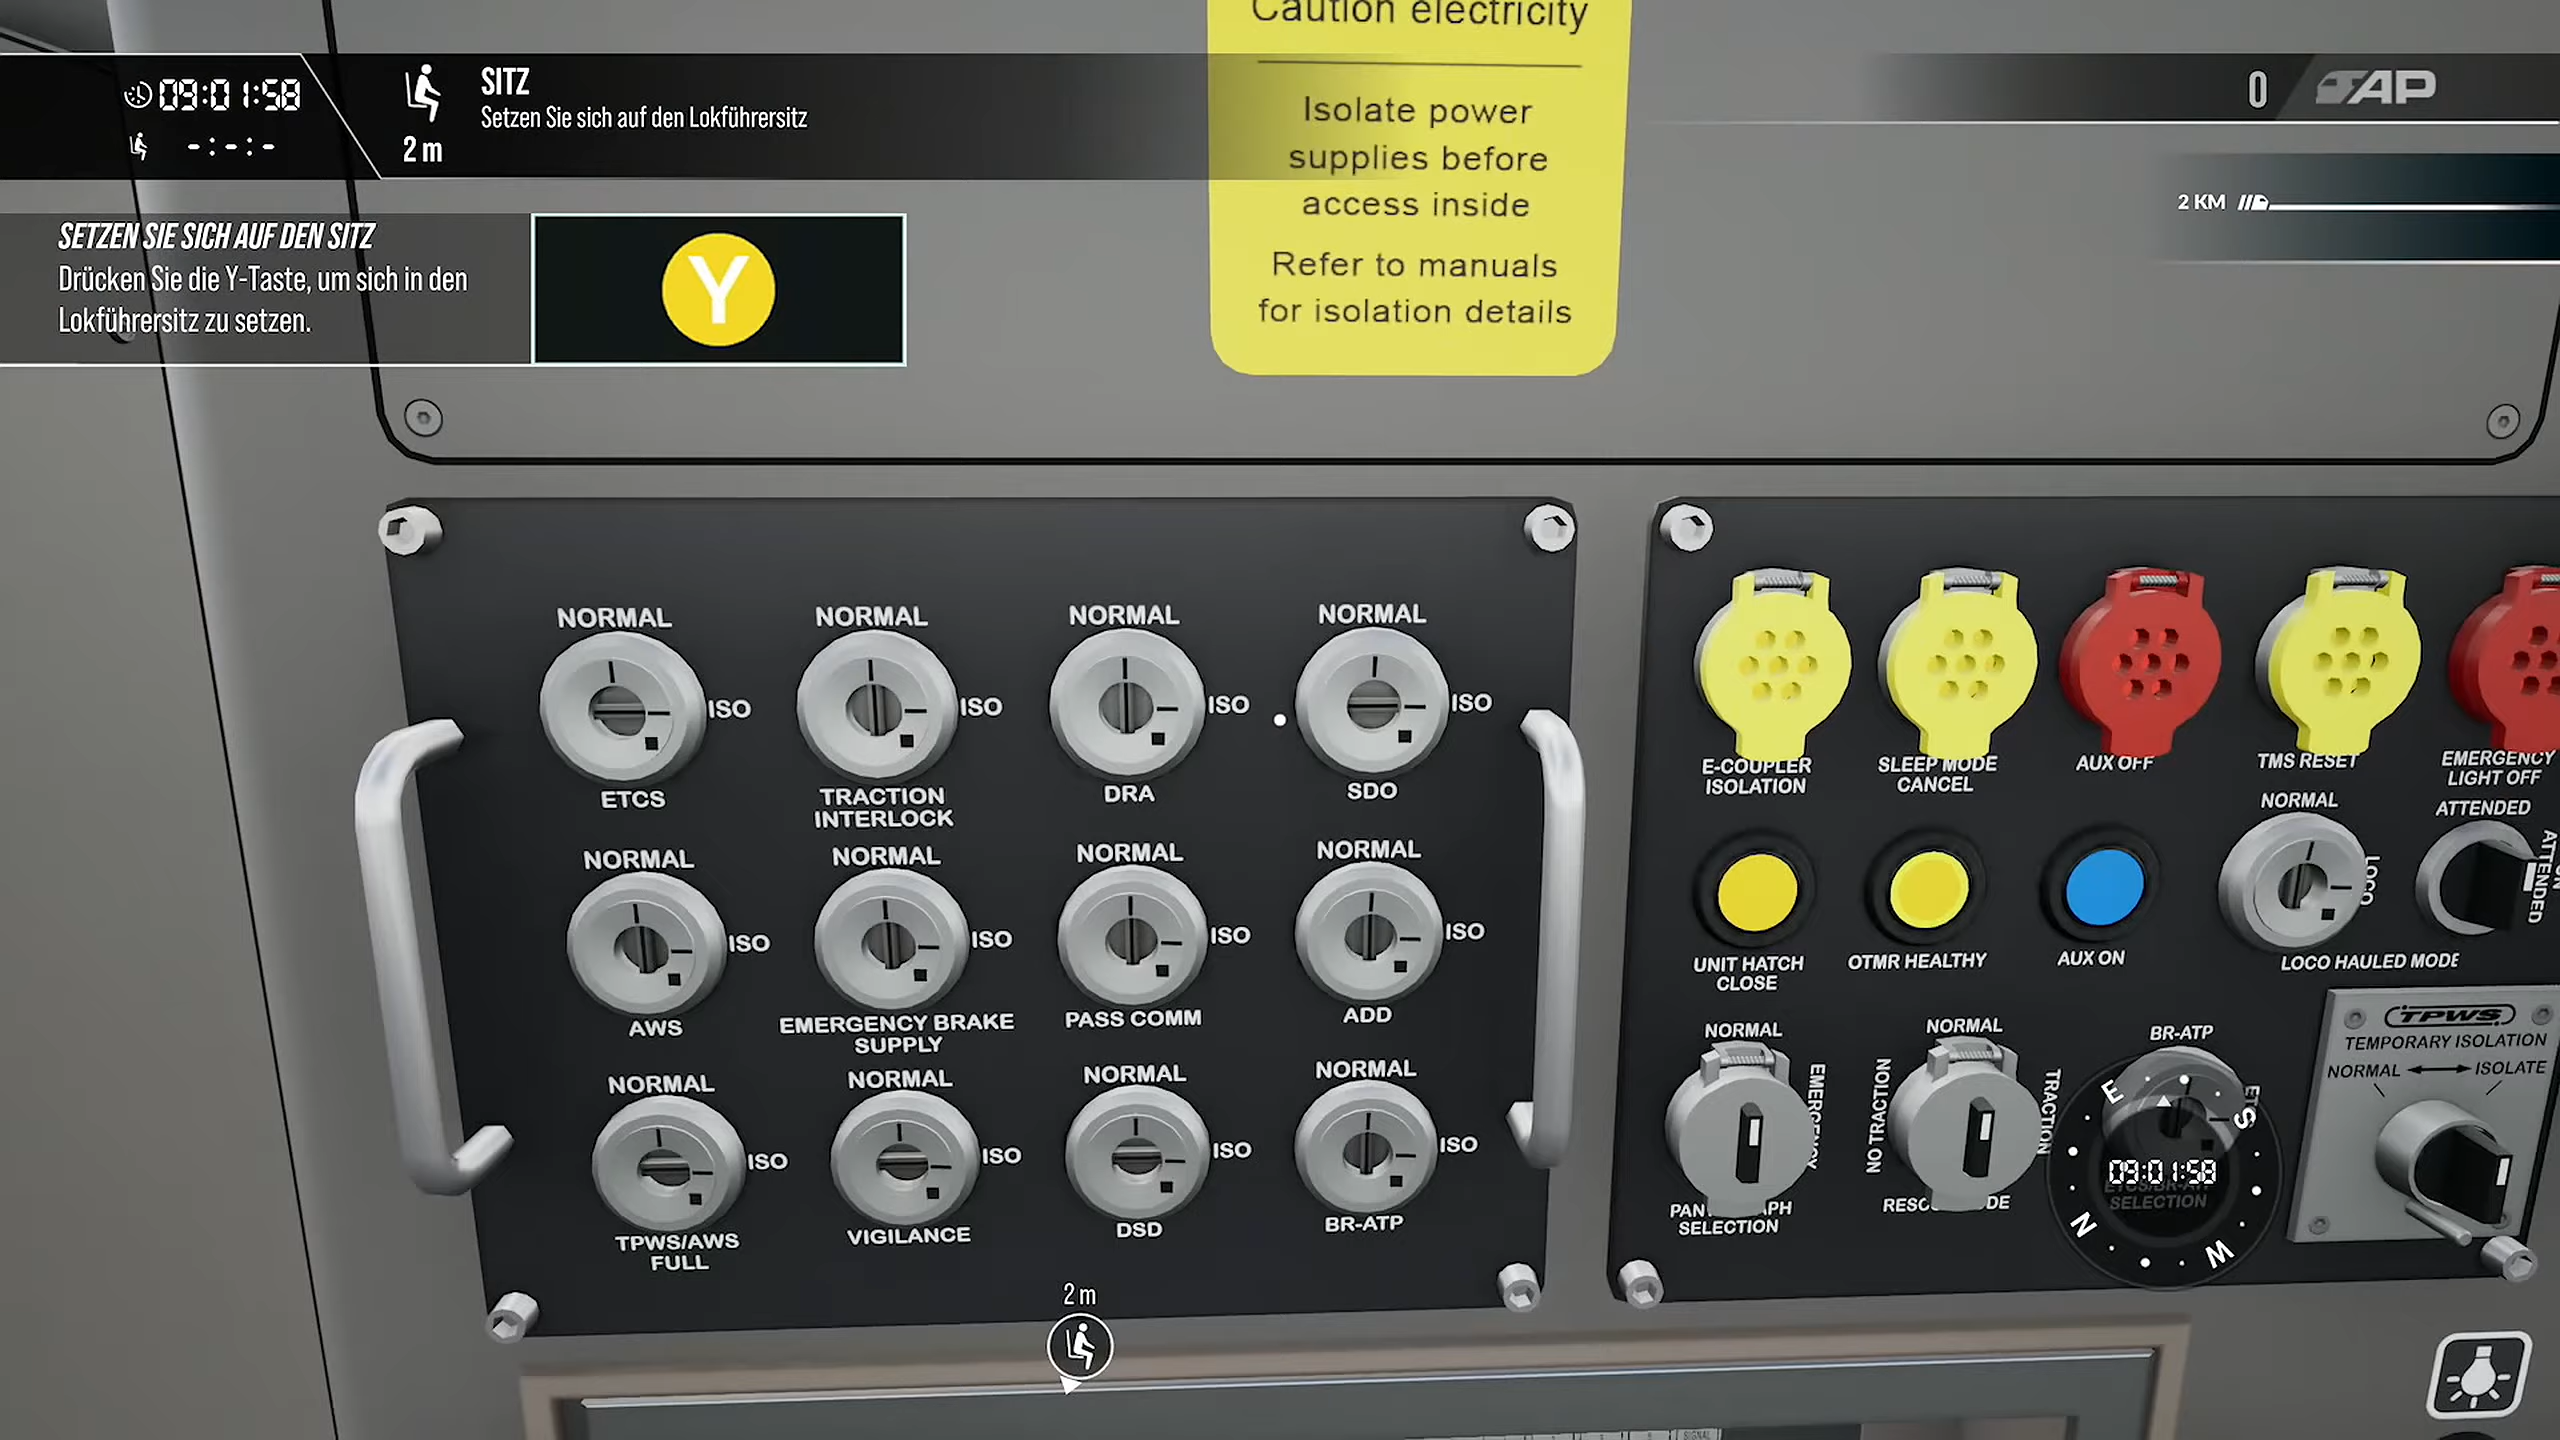 Caution electricity
Isolate power
supplies before
access inside
Refer to manuals
for isolation details
09:01:58
-:-:-
2 m
SITZ
Setzen Sie sich auf den Lokführersitz
0
AP
2 KM
SETZEN SIE SICH AUF DEN SITZ
Drücken Sie die Y-Taste, um sich in den
Lokführersitz zu setzen.
Y
NORMAL NORMAL NORMAL NORMAL
ISO ISO ISO ISO
ETCS TRACTION INTERLOCK DRA SDO
NORMAL NORMAL NORMAL NORMAL
ISO ISO ISO ISO
AWS EMERGENCY BRAKE SUPPLY PASS COMM ADD
NORMAL NORMAL NORMAL NORMAL
ISO ISO ISO ISO
TPWS/AWS FULL VIGILANCE DSD BR-ATP
E-COUPLER
ISOLATION
SLEEP MODE
CANCEL
AUX OFF
TMS RESET
EMERGENCY
LIGHT OFF
NORMAL
LOCO
ATTENDED
ATTENDED
UNIT HATCH
CLOSE
OTMR HEALTHY
AUX ON
LOCO HAULED MODE
NORMAL
EMERGENCY
SELECTION
NORMAL
NO TRACTION
TRACTION
BR-ATP
E
S
N
W
09:01:58
SELECTION
TPWS
TEMPORARY ISOLATION
NORMAL ISOLATE
2 m
SIGNAL